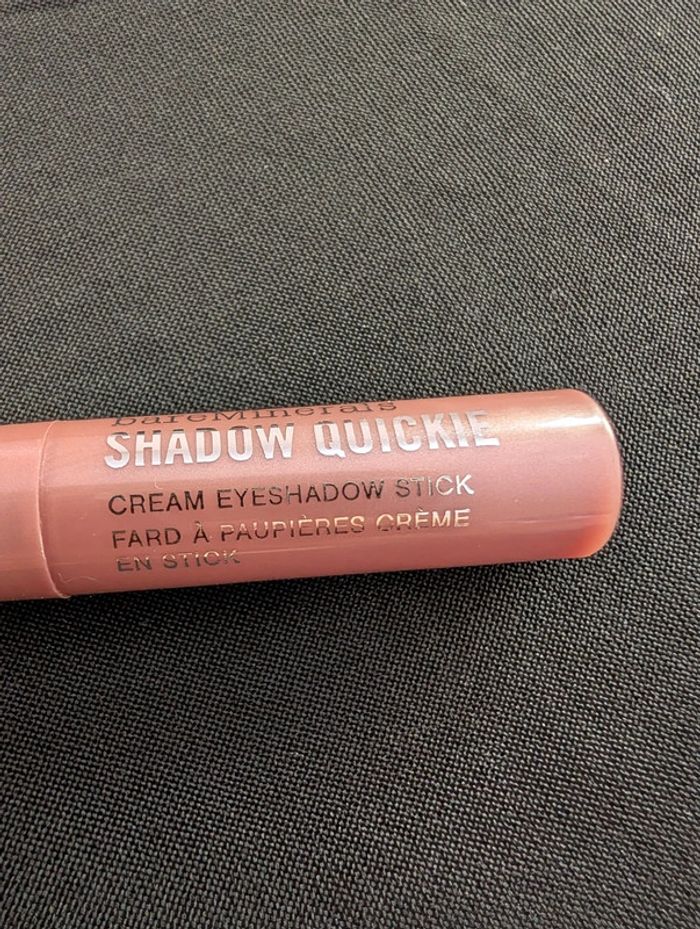 bareMinerals
SHADOW QUICKIE
CREAM EYESHADOW STICK
FARD À PAUPIÈRES CRÈME
EN STICK